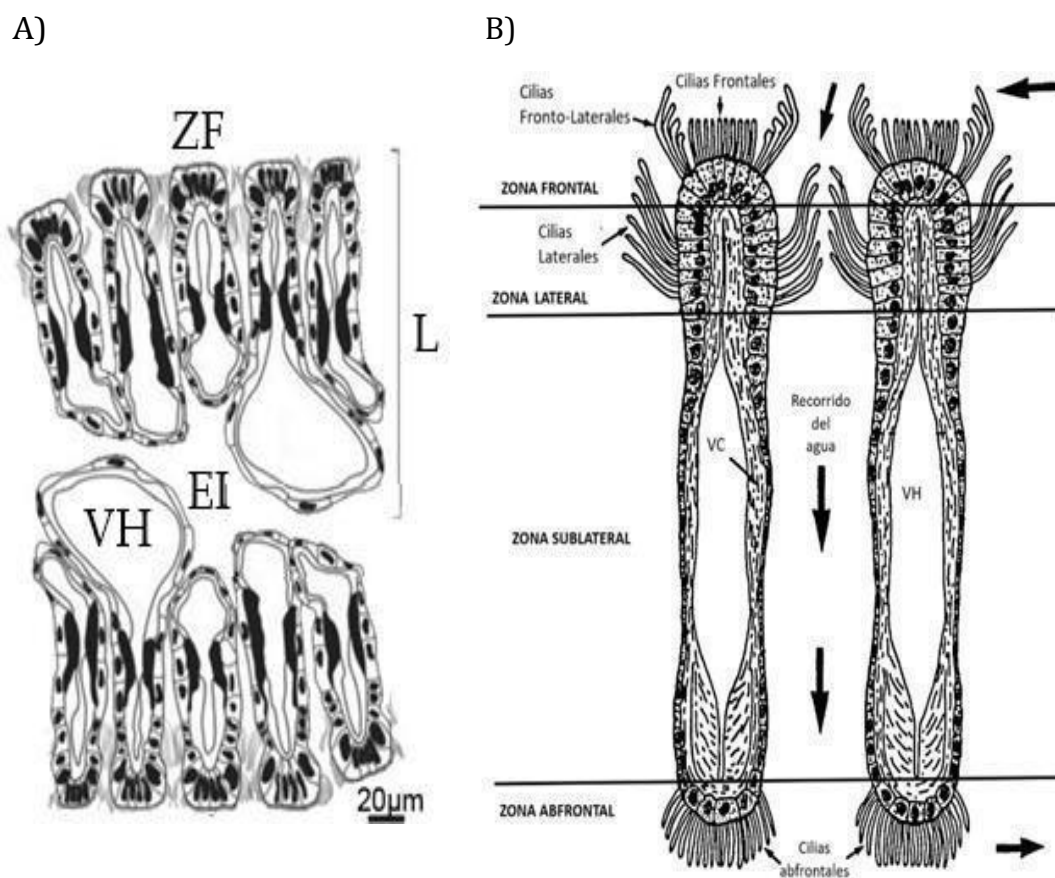 A)
ZF
L
EI
VH
20µm
B)
Cilias Frontales
Cilias
Fronto-Laterales
ZONA FRONTAL
Cilias
Laterales
ZONA LATERAL
Recorrido
del
agua
VC
VH
ZONA SUBLATERAL
ZONA ABFRONTAL
Cilias
abfrontales